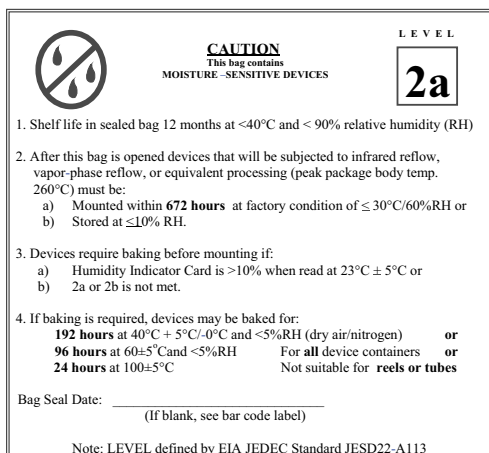 LEVEL
CAUTION
This bag contains
MOISTURE –SENSITIVE DEVICES
2a
1. Shelf life in sealed bag 12 months at <40°C and < 90% relative humidity (RH)
2. After this bag is opened devices that will be subjected to infrared reflow,
vapor-phase reflow, or equivalent processing (peak package body temp.
260°C) must be:
a) Mounted within 672 hours at factory condition of ≤ 30°C/60%RH or
b) Stored at ≤10% RH.
3. Devices require baking before mounting if:
a) Humidity Indicator Card is >10% when read at 23°C ± 5°C or
b) 2a or 2b is not met.
4. If baking is required, devices may be baked for:
192 hours at 40°C + 5°C/-0°C and <5%RH (dry air/nitrogen) or
96 hours at 60±5°Cand <5%RH For all device containers or
24 hours at 100±5°C Not suitable for reels or tubes
Bag Seal Date: ______________________________
(If blank, see bar code label)
Note: LEVEL defined by EIA JEDEC Standard JESD22-A113